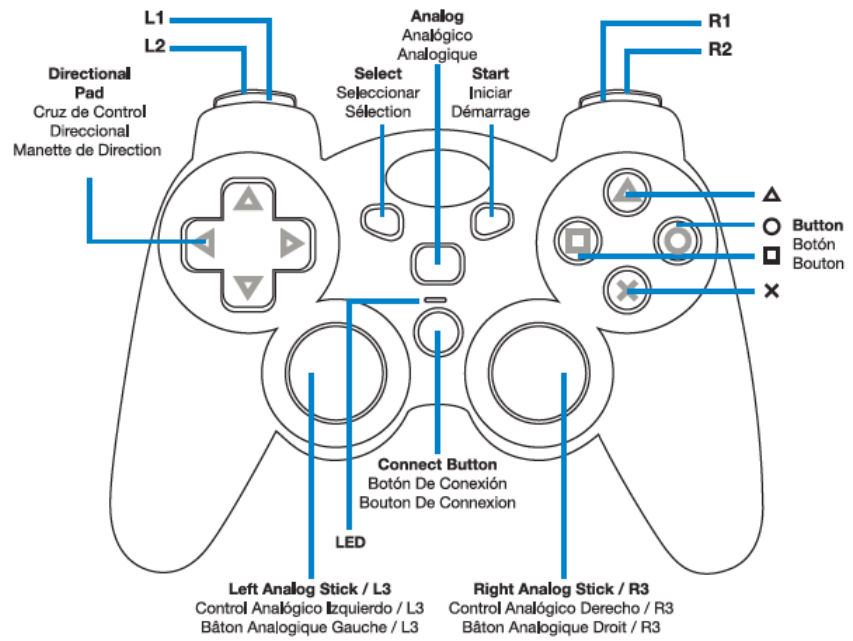 L1
L2
Directional
Pad
Cruz de Control
Direccional
Manette de Direction
Select
Seleccionar
Sélection
Analog
Analógico
Analogique
Start
Iniciar
Démarrage
R1
R2
Button
Botón
Bouton
Connect Button
Botón De Conexión
Bouton De Connexion
LED
Left Analog Stick / L3
Control Analógico Izquierdo / L3
Bâton Analogique Gauche / L3
Right Analog Stick / R3
Control Analógico Derecho / R3
Bâton Analogique Droit / R3